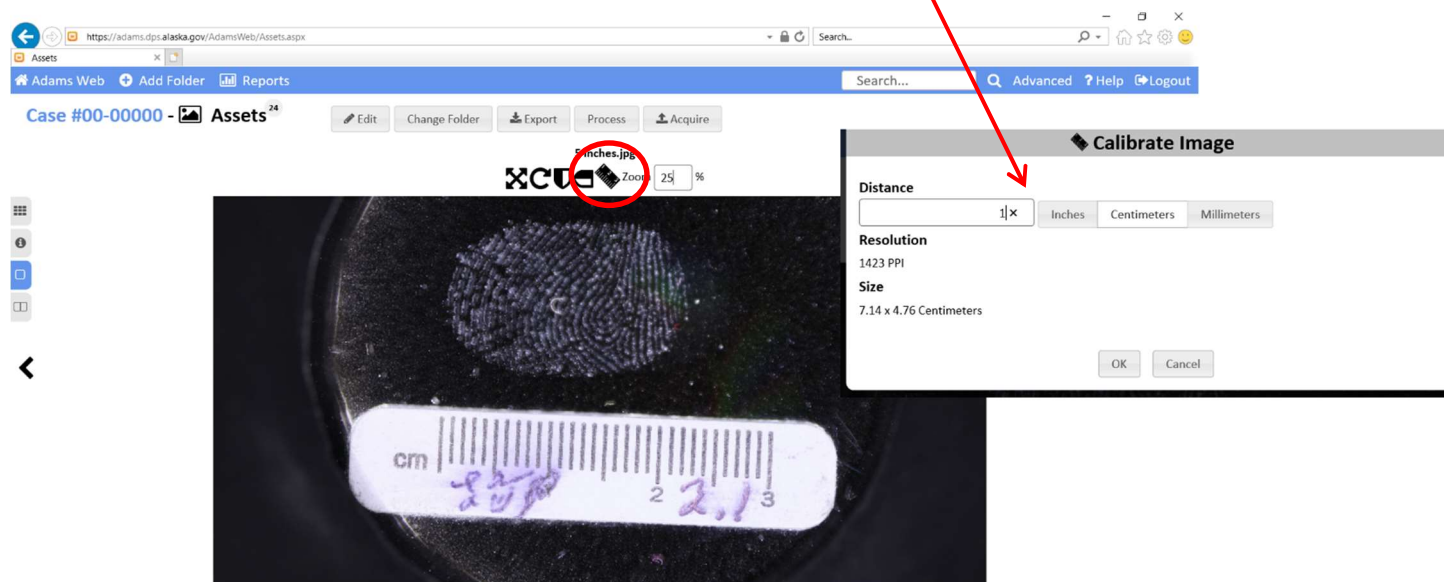 https://adams.dps.alaska.gov/AdamsWeb/Assets.aspx
Search...
Assets
Adams Web Add Folder Reports
Search... Advanced ? Help Logout
Case #00-00000 - Assets 24
Edit Change Folder Export Process Acquire
inches.jpg
Zoom 25 %
cm
2
2.1
3
Calibrate Image
Distance
1 × Inches Centimeters Millimeters
Resolution
1423 PPI
Size
7.14 x 4.76 Centimeters
OK Cancel